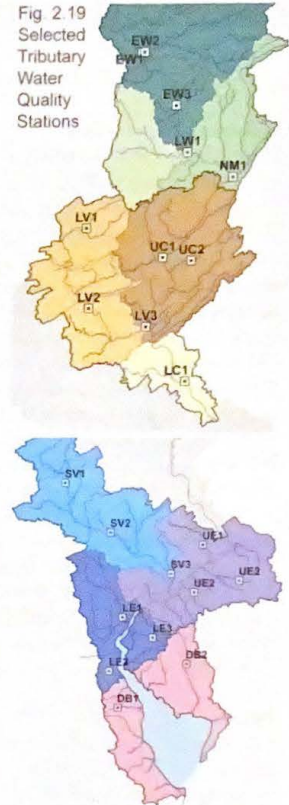 Fig. 2.19
Selected
Tributary
Water
Quality
Stations
EW2
EW1
EW3
LW1
NM1
LV1
UC1
UC2
LV2
LV3
LC1
SV1
SV2
UE1
SV3
UE2
UE2
LE1
LE3
LE2
DB2
DB1